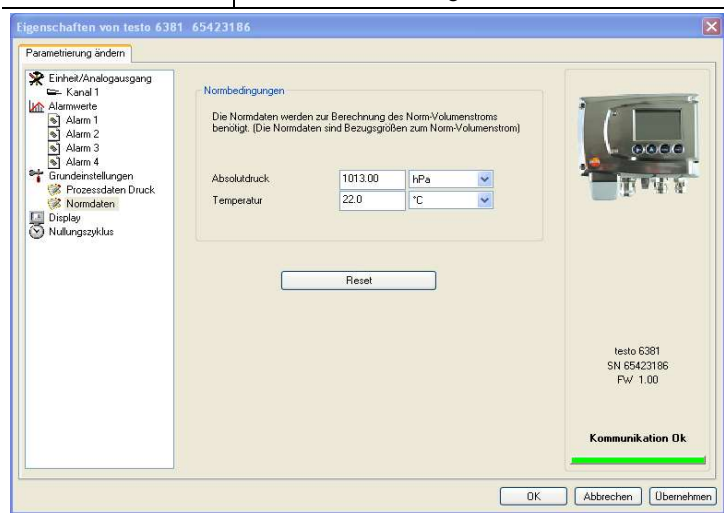 Eigenschaften von testo 6381 65423186
Parametrierung ändern
Einheit/Analogausgang
Kanal 1
Alarmwerte
Alarm 1
Alarm 2
Alarm 3
Alarm 4
Grundeinstellungen
Prozessdaten Druck
Normdaten
Display
Nullungszyklus
Normbedingungen
Die Normdaten werden zur Berechnung des Norm-Volumenstroms
benötigt. (Die Normdaten sind Bezugsgrößen zum Norm-Volumenstrom)
Absolutdruck 1013.00 hPa
Temperatur 22.0 °C
Reset
testo 6381
SN 65423186
FW 1.00
Kommunikation Ok
OK Abbrechen Übernehmen